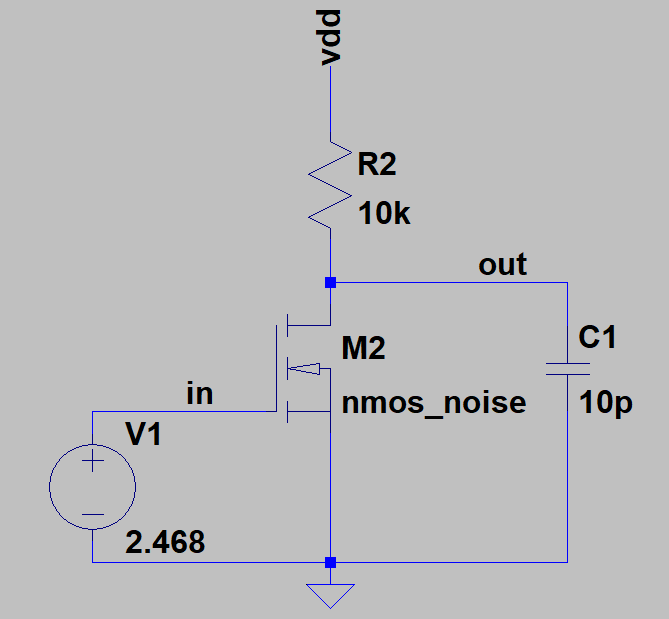 vdd
R2
10k
out
C1
M2
in
nmos_noise
10p
V1
2.468